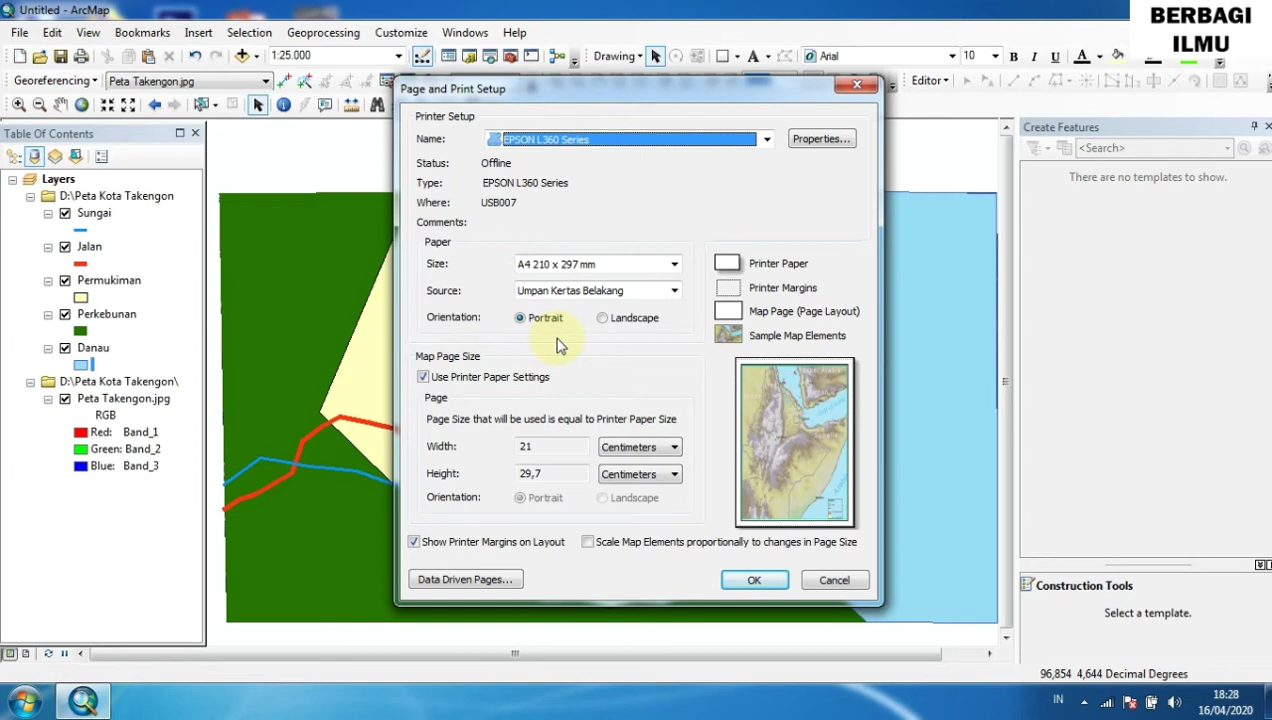 Untitled - ArcMap
BERBAGI
ILMU
File Edit View Bookmarks Insert Selection Geoprocessing Customize Windows Help
1:25.000
Drawing
Arial
10
B I U A
Georeferencing
Peta Takengon.jpg
Editor
Table Of Contents
Layers
D:\Peta Kota Takengon
Sungai
Jalan
Permukiman
Perkebunan
Danau
D:\Peta Kota Takengon\
Peta Takengon.jpg
RGB
Red: Band_1
Green: Band_2
Blue: Band_3
Page and Print Setup
Printer Setup
Name: EPSON L360 Series
Properties...
Status: Offline
Type: EPSON L360 Series
Where: USB007
Comments:
Paper
Size: A4 210 x 297 mm
Source: Umpan Kertas Belakang
Orientation: Portrait Landscape
Printer Paper
Printer Margins
Map Page (Page Layout)
Sample Map Elements
Map Page Size
Use Printer Paper Settings
Page
Page Size that will be used is equal to Printer Paper Size
Width: 21 Centimeters
Height: 29,7 Centimeters
Orientation: Portrait Landscape
Show Printer Margins on Layout
Scale Map Elements proportionally to changes in Page Size
Data Driven Pages...
OK
Cancel
Create Features
<Search>
There are no templates to show.
Construction Tools
Select a template.
96,854 4,644 Decimal Degrees
IN
18:28
16/04/2020